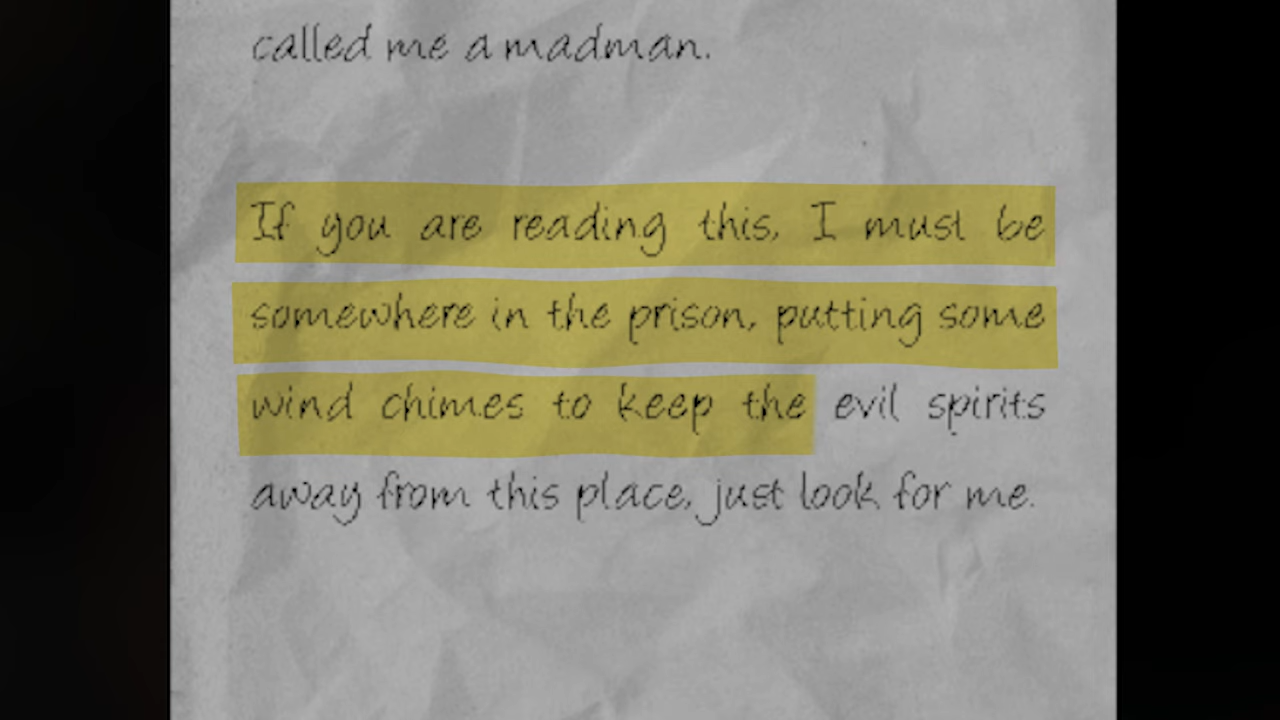 called me a madman.
If you are reading this, I must be
somewhere in the prison, putting some
wind chimes to keep the evil spirits
away from this place, just look for me.